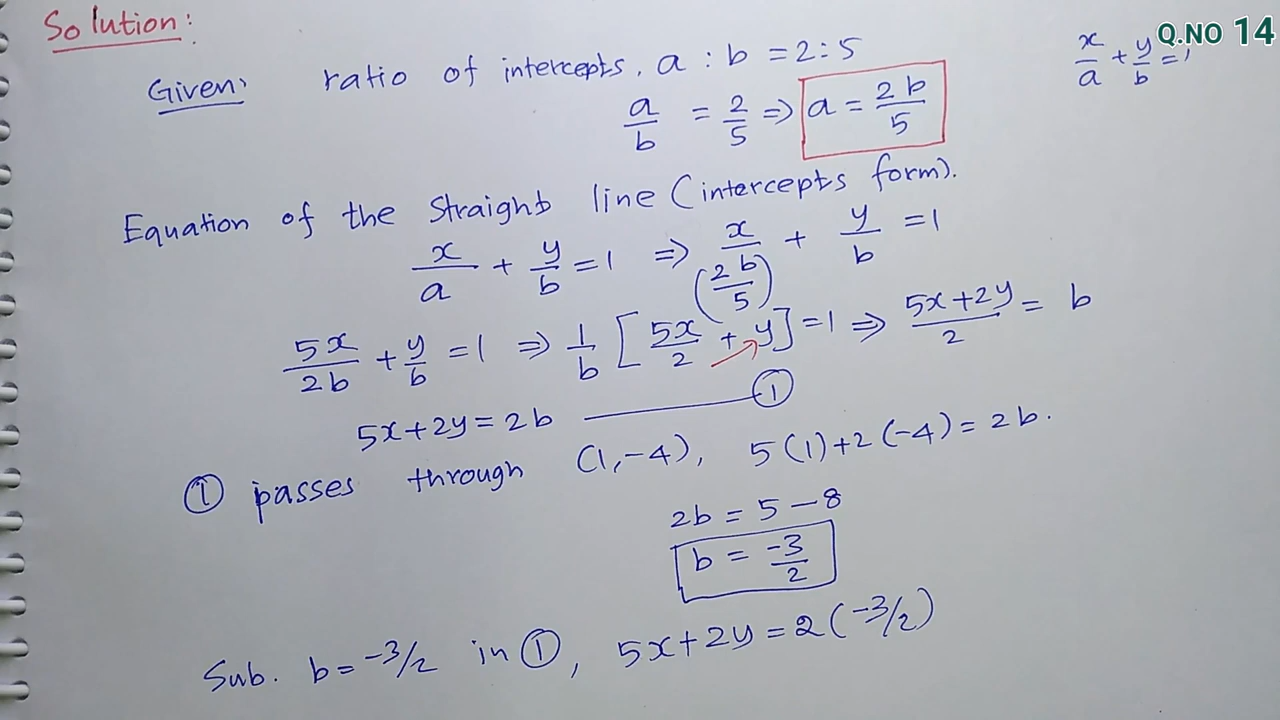 Solution:
Q.NO 14
x/a + y/b = 1
Given: ratio of intercepts, a : b = 2 : 5
a/b = 2/5 ⇒ a = 2b/5
Equation of the straight line (intercepts form).
x/a + y/b = 1 ⇒ x/(2b/5) + y/b = 1
5x/2b + y/b = 1 ⇒ 1/b [5x/2 + y] = 1 ⇒ (5x+2y)/2 = b
5x+2y = 2b ——— ①
① passes through (1,-4), 5(1)+2(-4) = 2b.
2b = 5 - 8
b = -3/2
Sub. b = -3/2 in ①, 5x+2y = 2(-3/2)